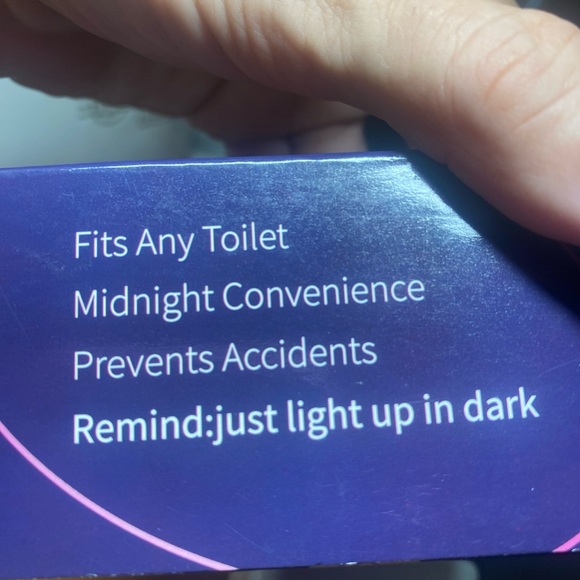 Fits Any Toilet
Midnight Convenience
Prevents Accidents
Remind:just light up in dark